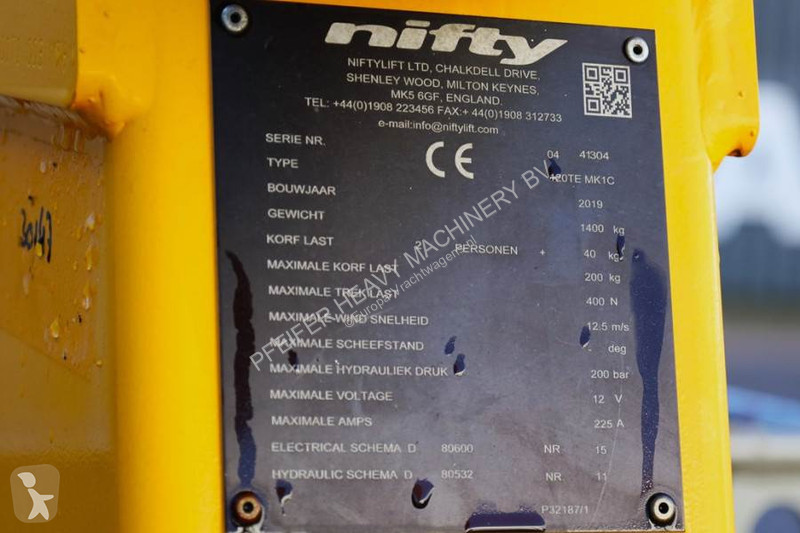 nifty
NIFTYLIFT LTD, CHALKDELL DRIVE,
SHENLEY WOOD, MILTON KEYNES,
MK5 6GF, ENGLAND.
TEL: +44(0)1908 223456 FAX:+ 44(0)1908 312733
e-mail:info@niftylift.com
CE
SERIE NR. 04 41304
TYPE 120TE MK1C
BOUWJAAR 2019
GEWICHT 1400 kg
KORF LAST 2 PERSONEN + 40 kg
MAXIMALE KORF LAST 200 kg
MAXIMALE TREK LAST 400 N
MAXIMALE WIND SNELHEID 12.5 m/s
MAXIMALE SCHEEFSTAND deg
MAXIMALE HYDRAULIEK DRUK 200 bar
MAXIMALE VOLTAGE 12 V
MAXIMALE AMPS 225 A
ELECTRICAL SCHEMA D 80600 NR 15
HYDRAULIC SCHEMA D 80532 NR 11
P32187/1
PFEIFER HEAVY MACHINERY BV